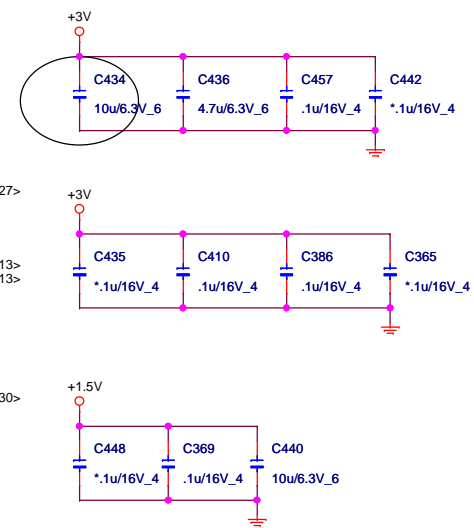 +3V
C434 C436 C457 C442
10u/6.3V_6 4.7u/6.3V_6 .1u/16V_4 *.1u/16V_4
27>
+3V
13> C435 C410 C386 C365
13> *.1u/16V_4 .1u/16V_4 .1u/16V_4 *.1u/16V_4
+1.5V
30>
C448 C369 C440
*.1u/16V_4 .1u/16V_4 10u/6.3V_6